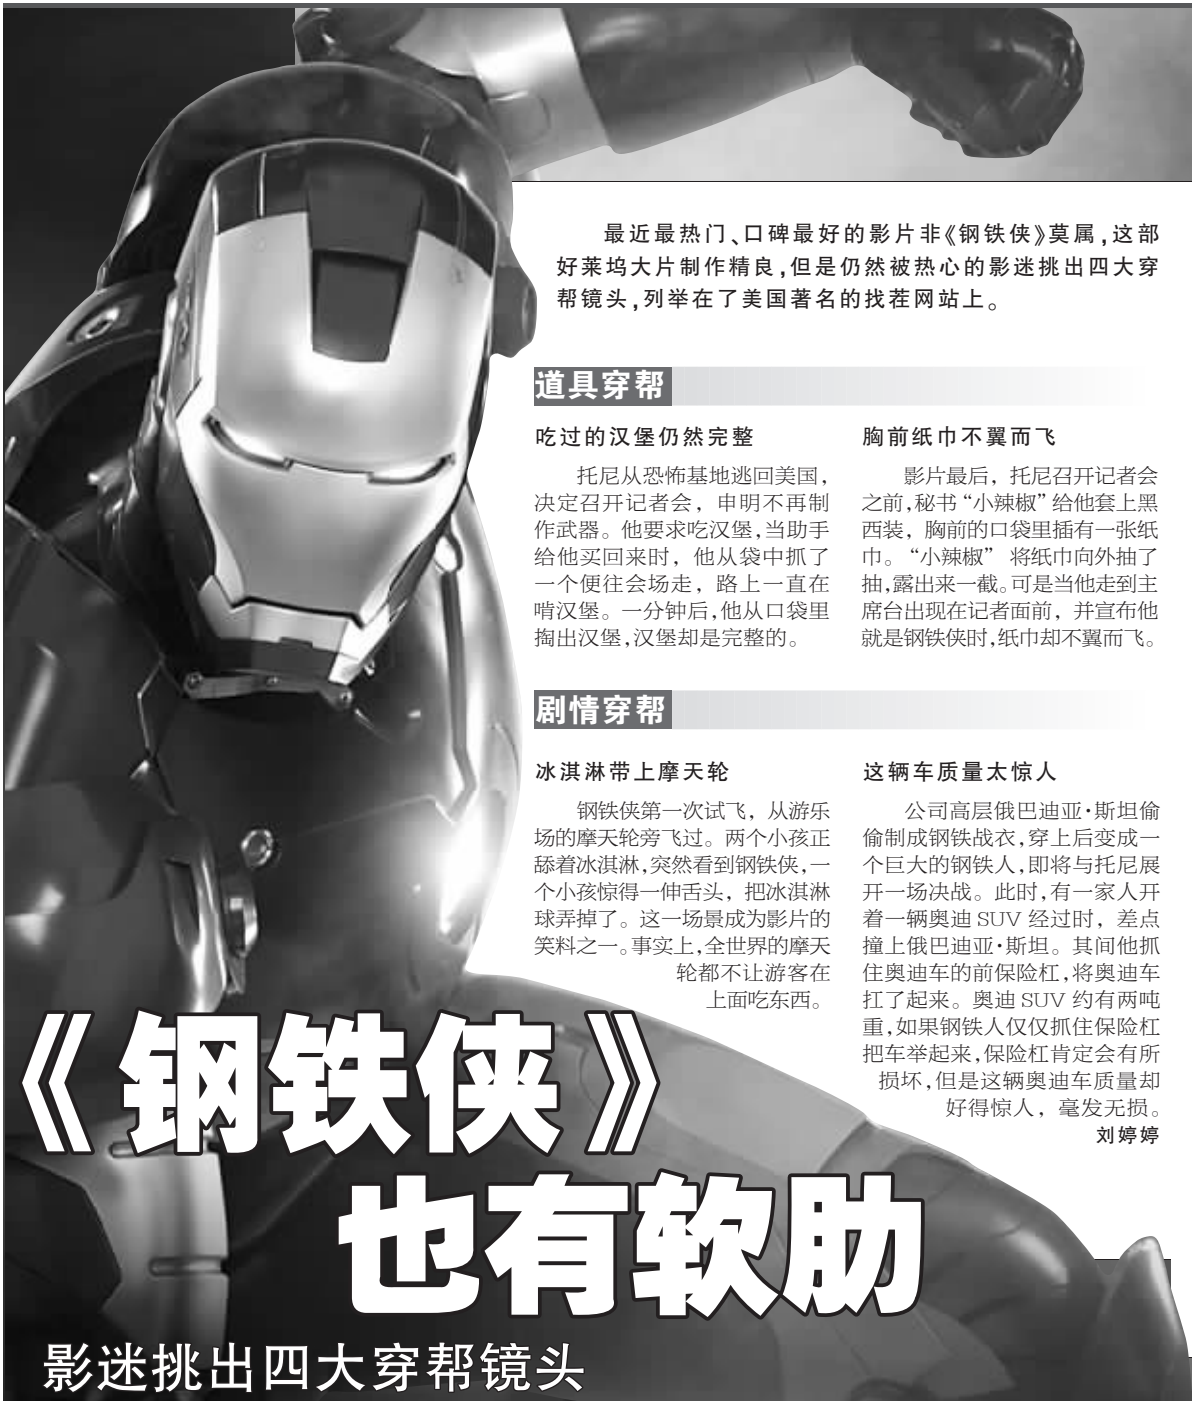 最近最热门、口碑最好的影片非《钢铁侠》莫属，这部
好莱坞大片制作精良，但是仍然被热心的影迷挑出四大穿
帮镜头，列举在了美国著名的找茬网站上。
道具穿帮
吃过的汉堡仍然完整
托尼从恐怖基地逃回美国，
决定召开记者会，申明不再制
作武器。他要求吃汉堡，当助手
给他买回来时，他从袋中抓了
一个便往会场走，路上一直在
啃汉堡。一分钟后，他从口袋里
掏出汉堡，汉堡却是完整的。
胸前纸巾不翼而飞
影片最后，托尼召开记者会
之前，秘书“小辣椒”给他套上黑
西装，胸前的口袋里插有一张纸
巾。“小辣椒”将纸巾向外抽了
抽，露出来一截。可是当他走到主
席台出现在记者面前，并宣布他
就是钢铁侠时，纸巾却不翼而飞。
剧情穿帮
冰淇淋带上摩天轮
钢铁侠第一次试飞，从游乐
场的摩天轮旁飞过。两个小孩正
舔着冰淇淋，突然看到钢铁侠，一
个小孩惊得一伸舌头，把冰淇淋
球弄掉了。这一场景成为影片的
笑料之一。事实上，全世界的摩天
轮都不让游客在
上面吃东西。
这辆车质量太惊人
公司高层俄巴迪亚·斯坦偷
偷制成钢铁战衣，穿上后变成一
个巨大的钢铁人，即将与托尼展
开一场决战。此时，有一家人开
着一辆奥迪 SUV 经过时，差点
撞上俄巴迪亚·斯坦。其间他抓
住奥迪车的前保险杠，将奥迪车
扛了起来。奥迪 SUV 约有两吨
重，如果钢铁人仅仅抓住保险杠
把车举起来，保险杠肯定会有所
损坏，但是这辆奥迪车质量却
好得惊人，毫发无损。
刘婷婷
《钢铁侠》
也有软肋
影迷挑出四大穿帮镜头